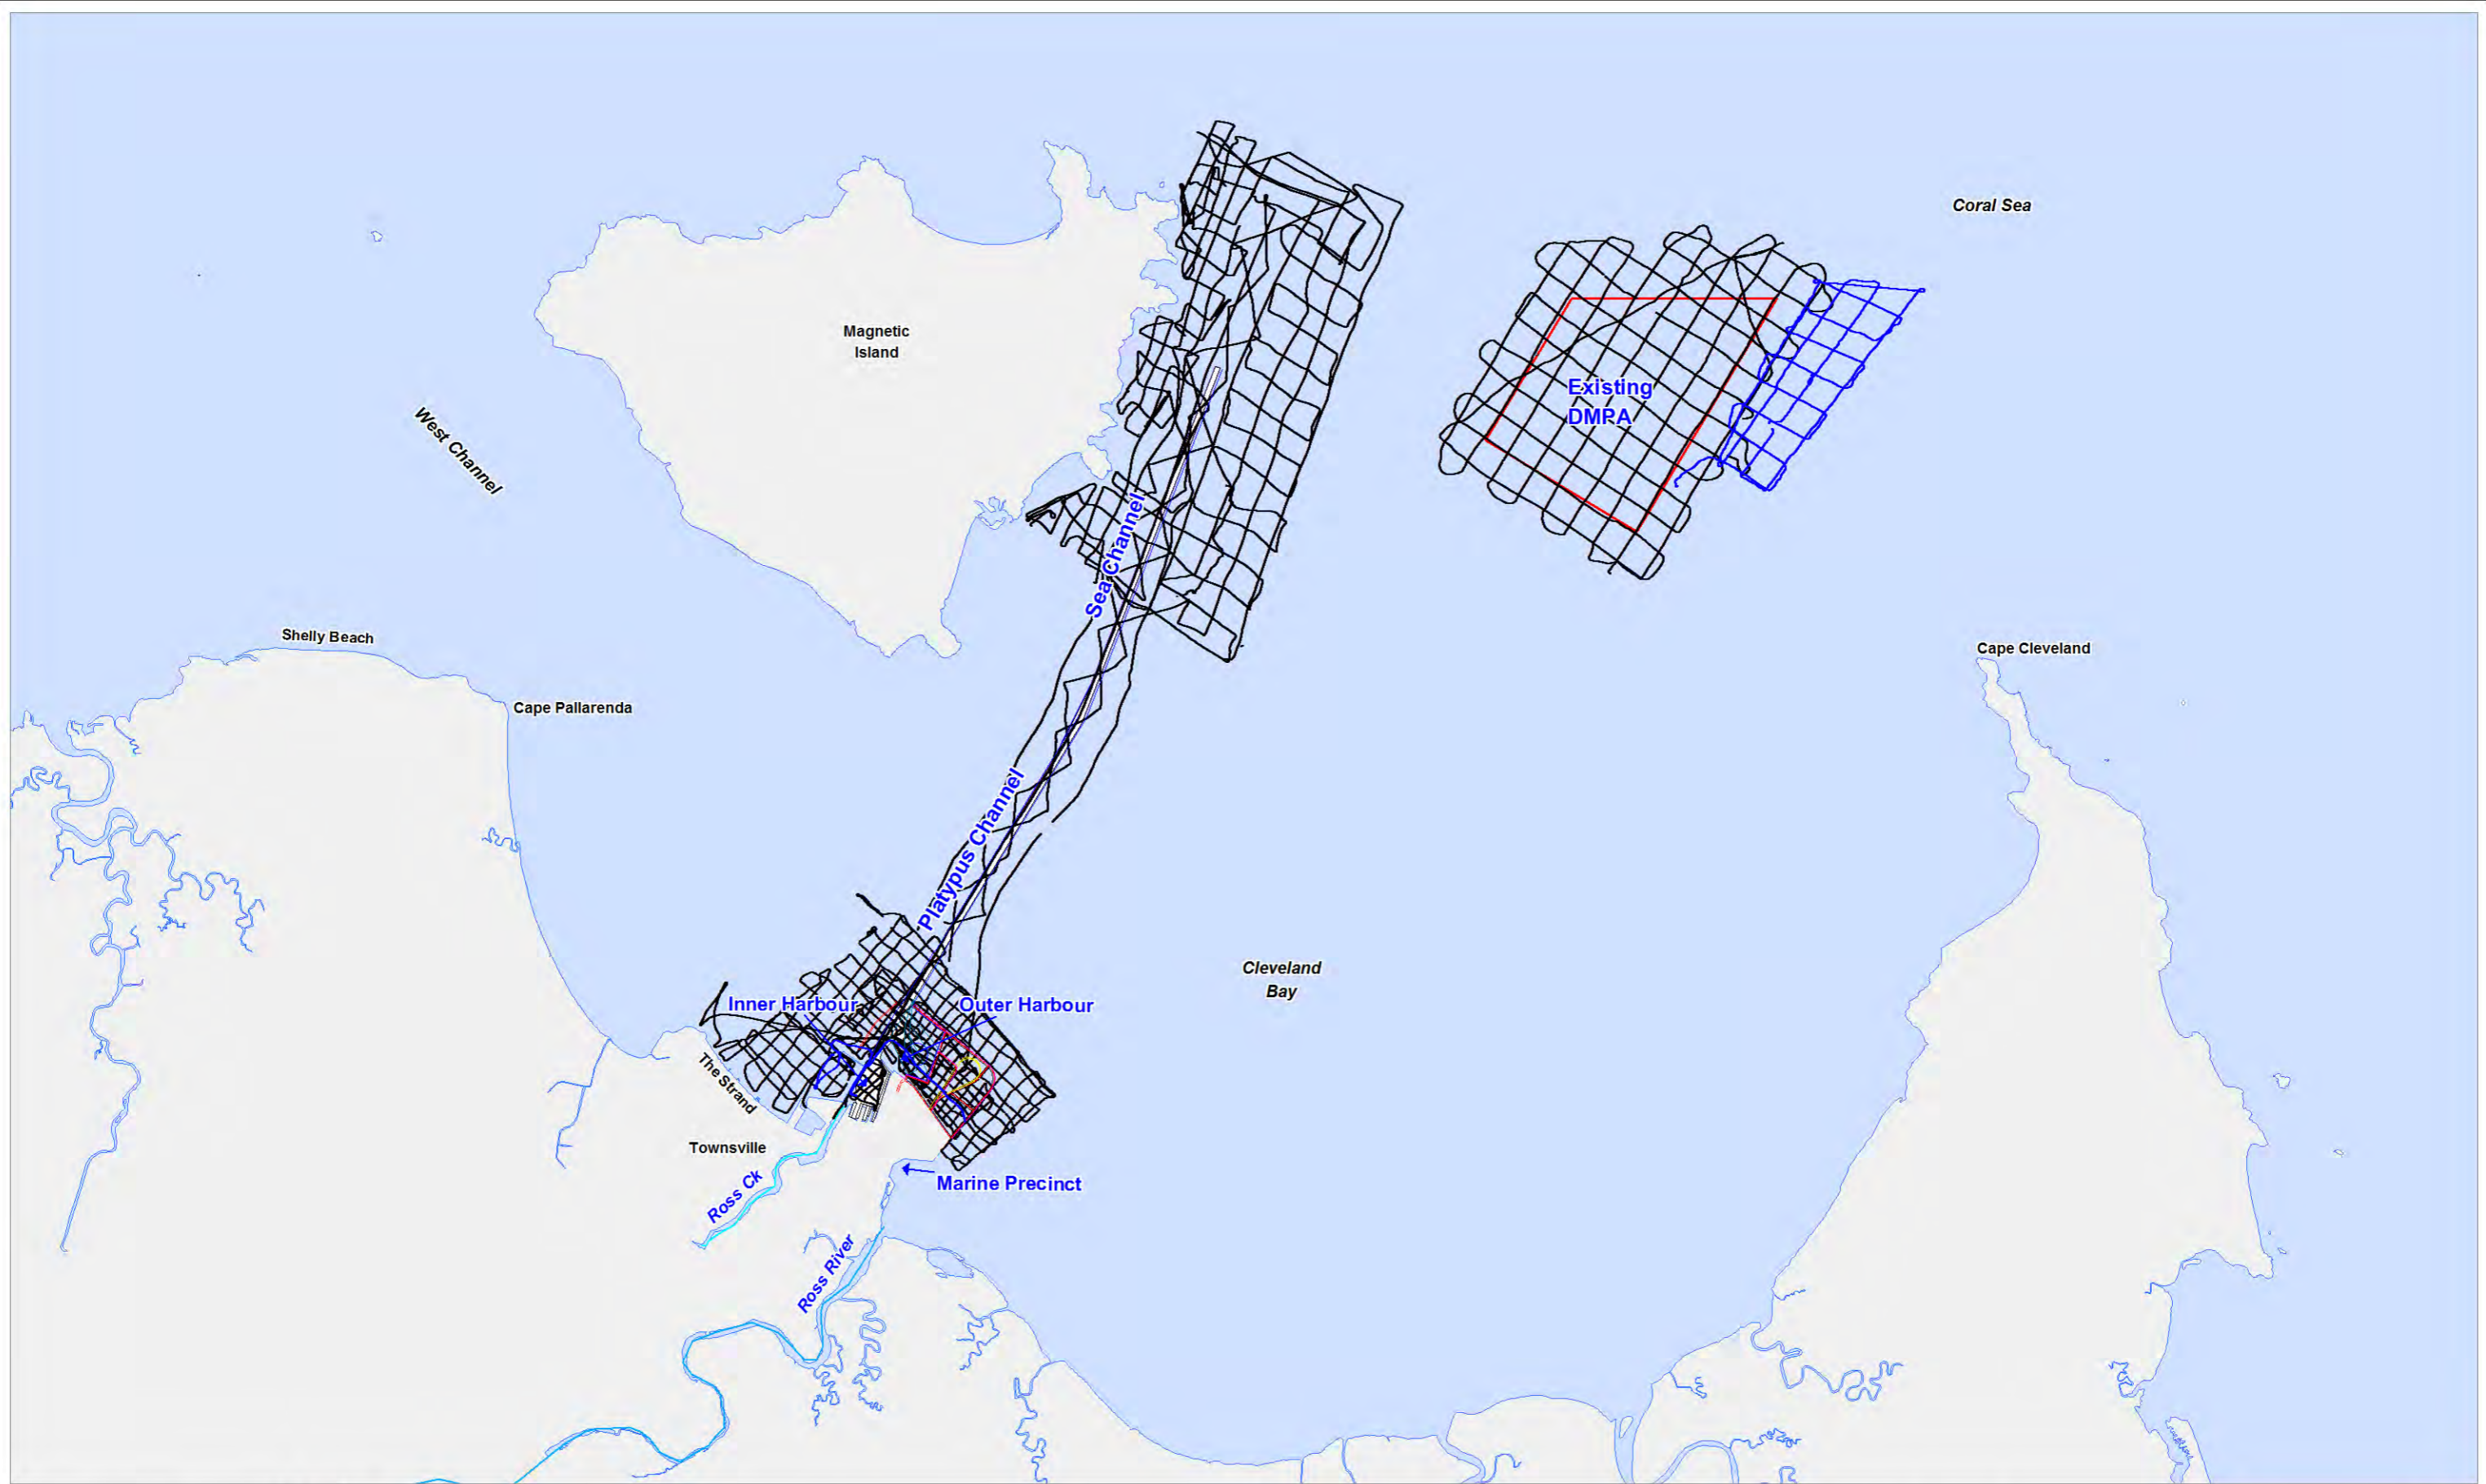 Coral Sea
Magnetic
Island
Existing
DMPA
West Channel
Sea Channel
Shelly Beach
Cape Cleveland
Cape Pallarenda
Platypus Channel
Cleveland
Bay
Inner Harbour
Outer Harbour
The Strand
Townsville
Marine Precinct
Ross Ck
Ross River